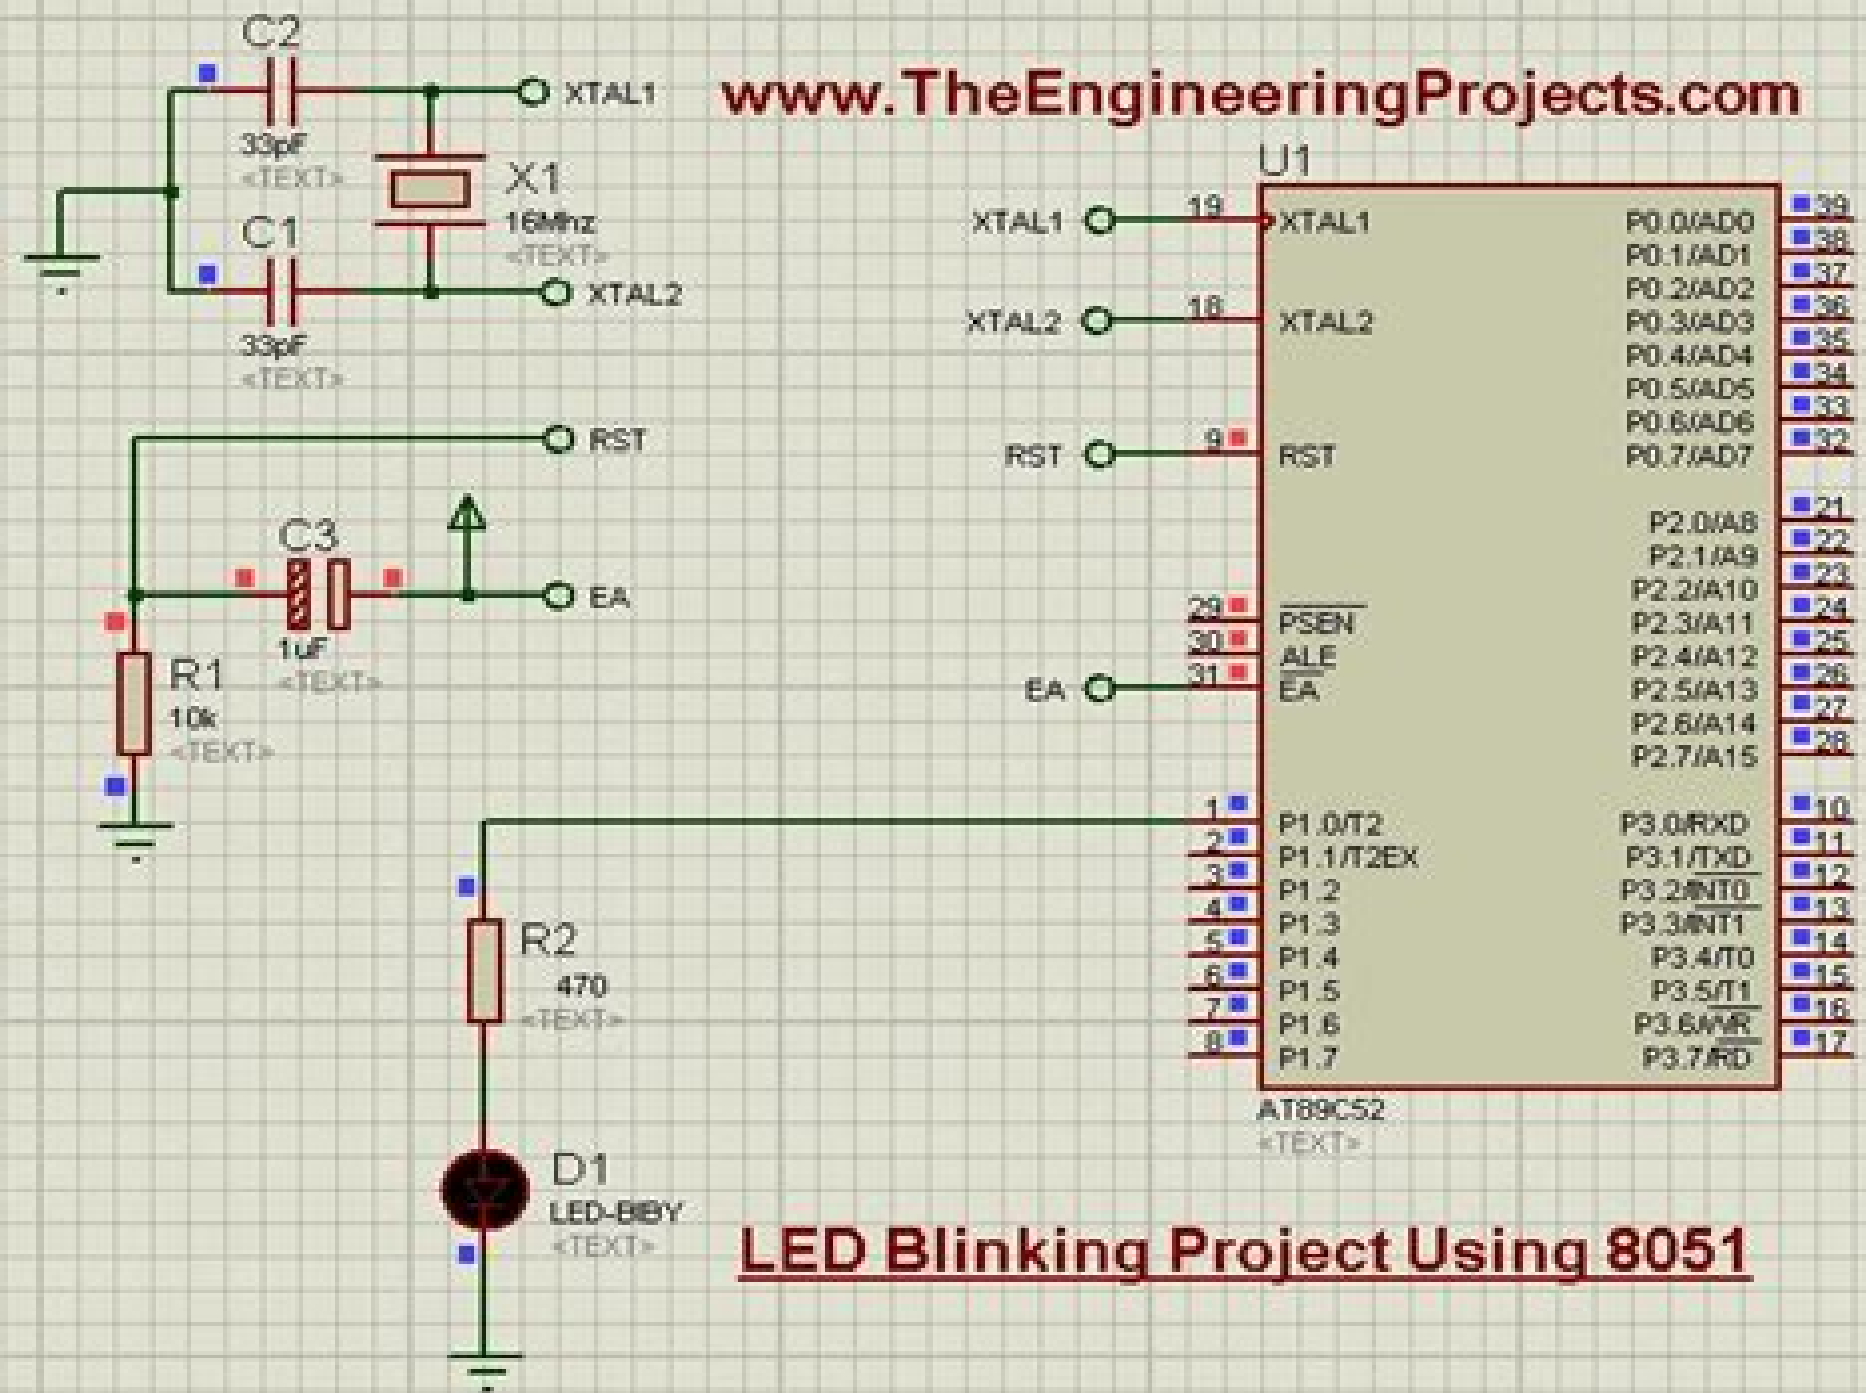 C2
33pF
<TEXT>
XTAL1
X1
16Mhz
<TEXT>
C1
33pF
<TEXT>
XTAL2
RST
C3
1uF
<TEXT>
EA
R1
10k
<TEXT>
R2
470
<TEXT>
D1
LED-BIBY
<TEXT>
www.TheEngineeringProjects.com
U1
XTAL1 19 XTAL1
XTAL2 18 XTAL2
RST 9 RST
29 PSEN
30 ALE
EA 31 EA
1 P1.0/T2
2 P1.1/T2EX
3 P1.2
4 P1.3
5 P1.4
6 P1.5
7 P1.6
8 P1.7
P0.0/AD0 39
P0.1/AD1 38
P0.2/AD2 37
P0.3/AD3 36
P0.4/AD4 35
P0.5/AD5 34
P0.6/AD6 33
P0.7/AD7 32
P2.0/A8 21
P2.1/A9 22
P2.2/A10 23
P2.3/A11 24
P2.4/A12 25
P2.5/A13 26
P2.6/A14 27
P2.7/A15 28
P3.0/RXD 10
P3.1/TXD 11
P3.2/INT0 12
P3.3/INT1 13
P3.4/T0 14
P3.5/T1 15
P3.6/WR 16
P3.7/RD 17
AT89C52
<TEXT>
LED Blinking Project Using 8051